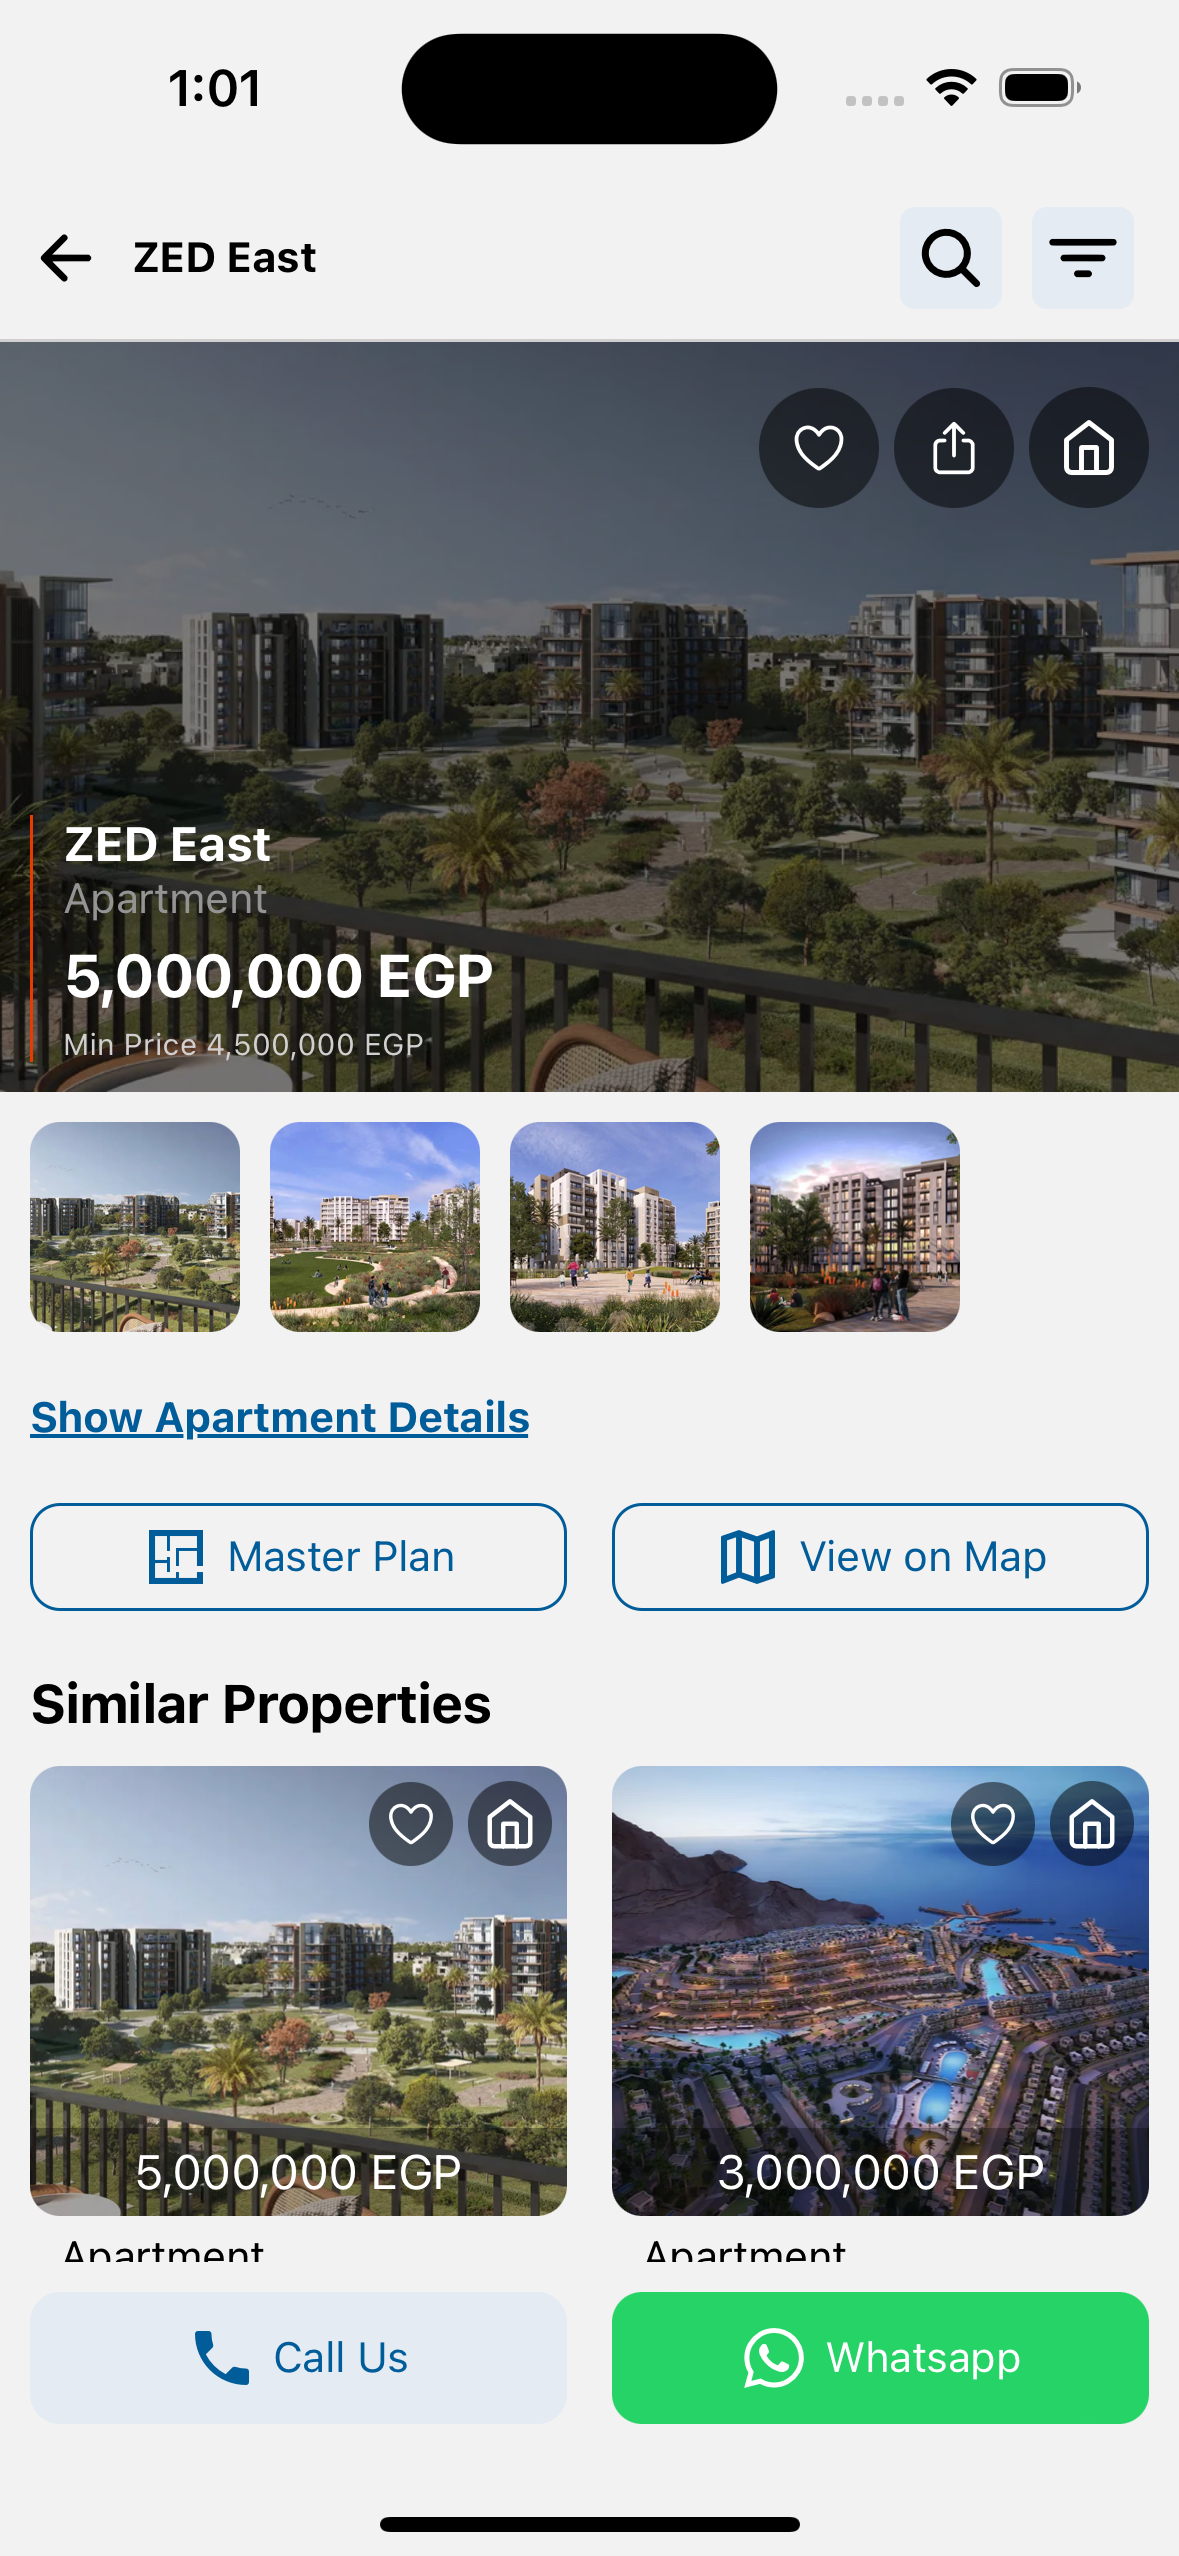 1:01
ZED East
ZED East
Apartment
5,000,000 EGP
Min Price 4,500,000 EGP
Show Apartment Details
Master Plan
View on Map
Similar Properties
5,000,000 EGP
3,000,000 EGP
Apartment
Apartment
Call Us
Whatsapp